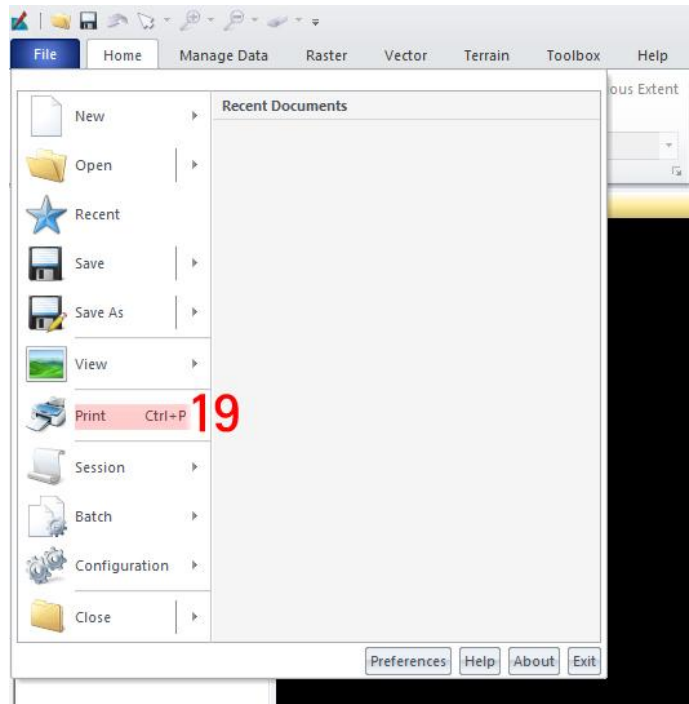 File Home Manage Data Raster Vector Terrain Toolbox Help
ous Extent
Recent Documents
New
Open
Recent
Save
Save As
View
Print Ctrl+P 19
Session
Batch
Configuration
Close
Preferences Help About Exit